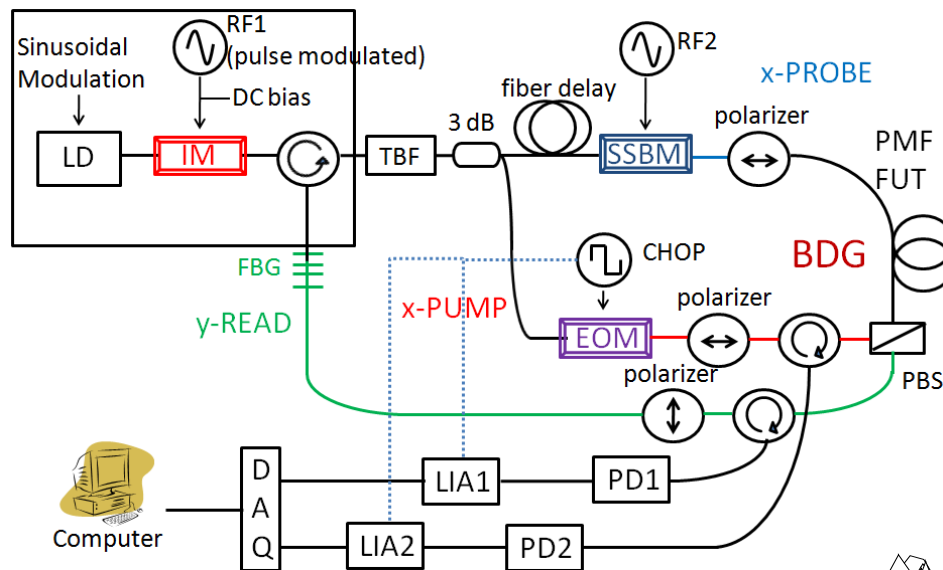 Sinusoidal
Modulation
RF1
(pulse modulated)
DC bias
LD
IM
TBF
3 dB
fiber delay
RF2
SSBM
x-PROBE
polarizer
PMF
FUT
BDG
FBG
y-READ
x-PUMP
CHOP
EOM
polarizer
PBS
polarizer
Computer
D
A
Q
LIA1
PD1
LIA2
PD2